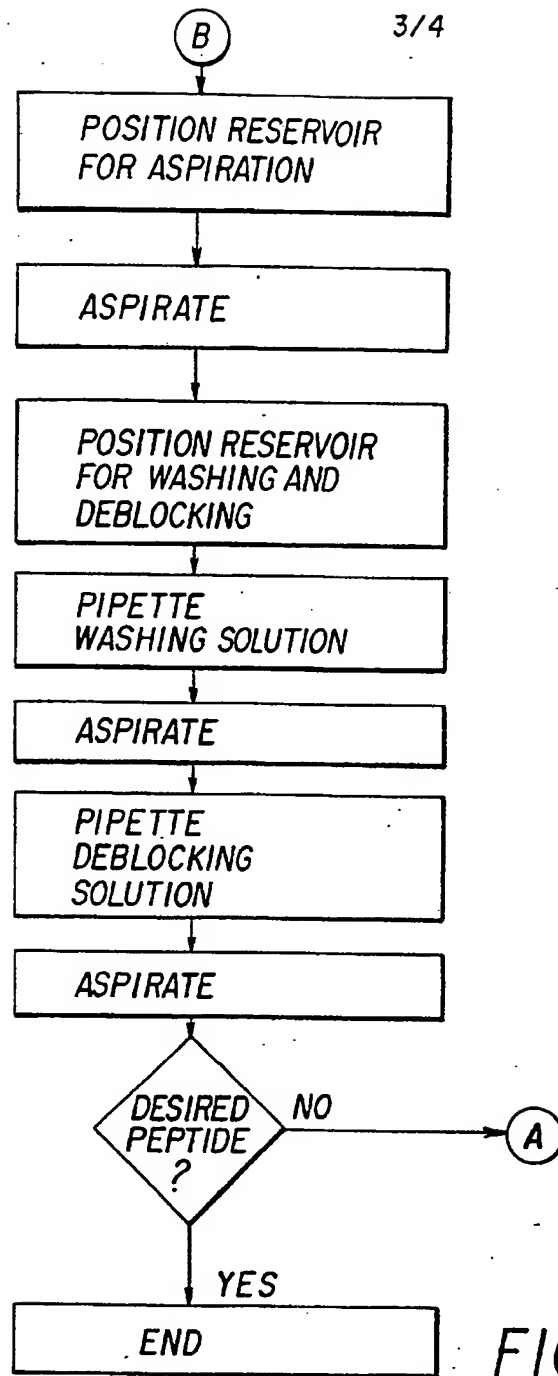 B
3/4
POSITION RESERVOIR
FOR ASPIRATION
ASPIRATE
POSITION RESERVOIR
FOR WASHING AND
DEBLOCKING
PIPETTE
WASHING SOLUTION
ASPIRATE
PIPETTE
DEBLOCKING
SOLUTION
ASPIRATE
DESIRED
PEPTIDE
?
NO
A
YES
END